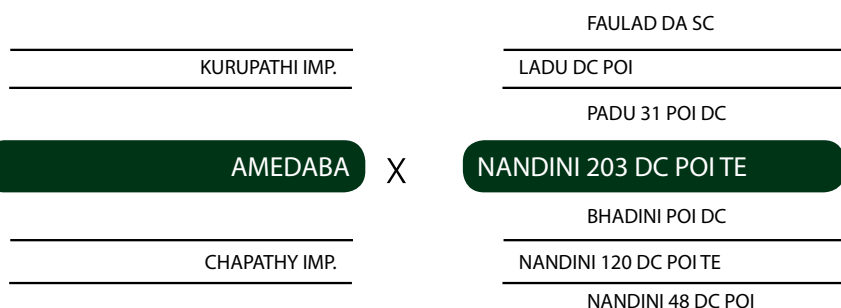 FAULAD DA SC
KURUPATHI IMP.
LADU DC POI
PADU 31 POI DC
AMEDABA
X
NANDINI 203 DC POI TE
BHADINI POI DC
CHAPATHY IMP.
NANDINI 120 DC POI TE
NANDINI 48 DC POI